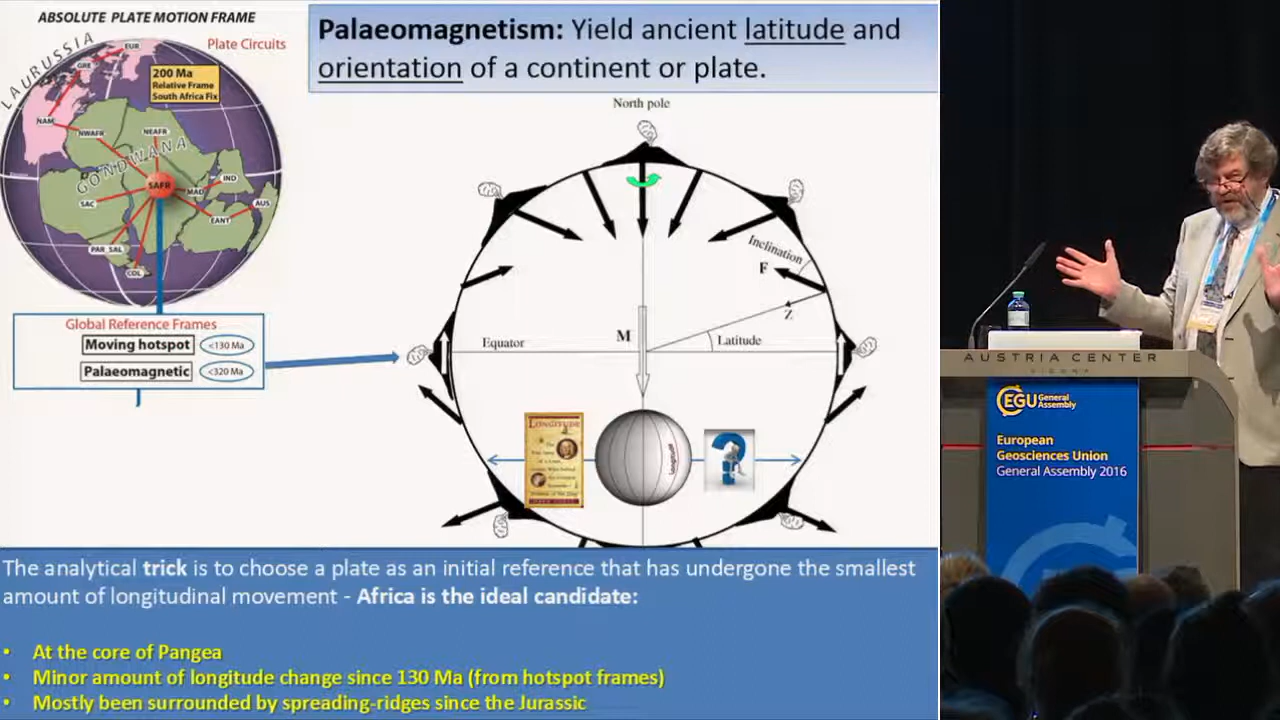 ABSOLUTE PLATE MOTION FRAME
Plate Circuits
LAURUSSIA
EUR
GRE
200 Ma
Relative Frame
South Africa Fix
NAM
NWAFR
NEAFR
GONDWANA
SAFR
MAD
IND
SAC
EANT
AUS
PAR_SAL
COL
Global Reference Frames
Moving hotspot
<130 Ma
Palaeomagnetic
<320 Ma
Palaeomagnetism: Yield ancient latitude and
orientation of a continent or plate.
North pole
Inclination
F
Z
M
Equator
Latitude
LONGITUDE
Longitude
?
The analytical trick is to choose a plate as an initial reference that has undergone the smallest
amount of longitudinal movement - Africa is the ideal candidate:
• At the core of Pangea
• Minor amount of longitude change since 130 Ma (from hotspot frames)
• Mostly been surrounded by spreading-ridges since the Jurassic
AUSTRIA CENTER
EGU General
Assembly
European
Geosciences Union
General Assembly 2016